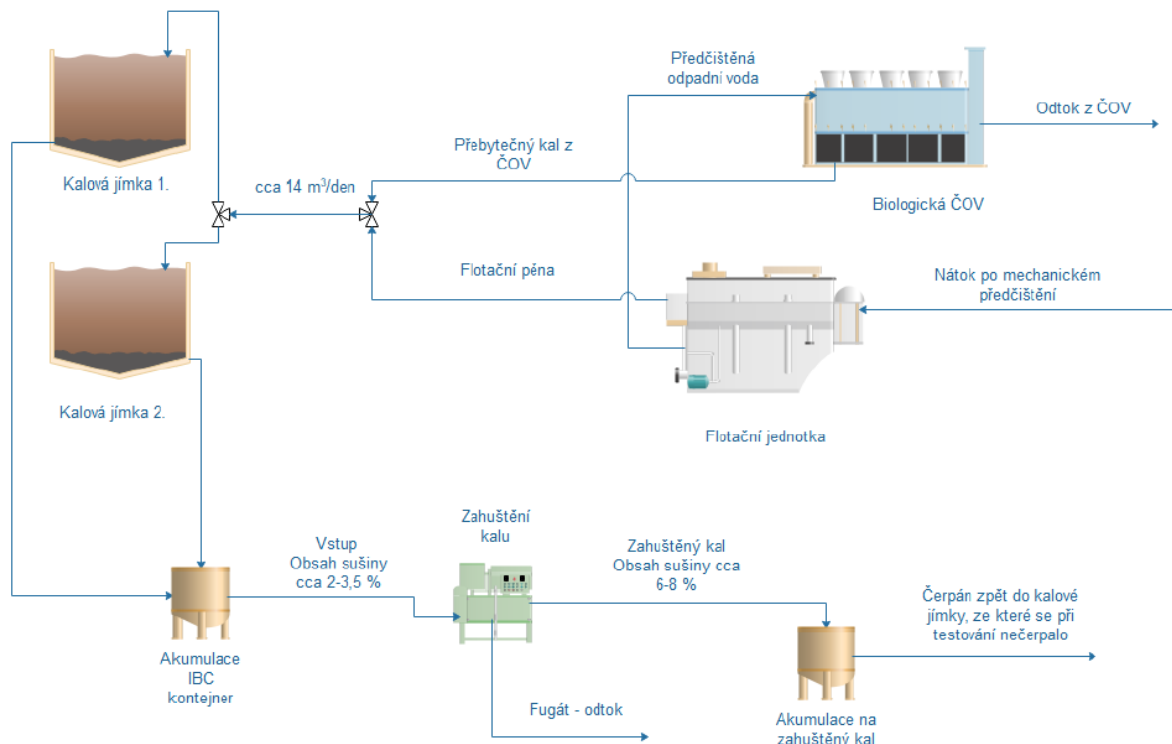 Předčištěná
odpadní voda
Odtok z ČOV
Přebytečný kal z
ČOV
Kalová jímka 1.
cca 14 m³/den
Biologická ČOV
Flotační pěna
Nátok po mechanickém
předčištění
Kalová jímka 2.
Flotační jednotka
Zahuštění
kalu
Vstup
Obsah sušiny
cca 2-3,5 %
Zahuštěný kal
Obsah sušiny cca
6-8 %
Čerpán zpět do kalové
jímky, ze které se při
testování nečerpalo
Akumulace
IBC
kontejner
Fugát - odtok
Akumulace na
zahuštěný kal